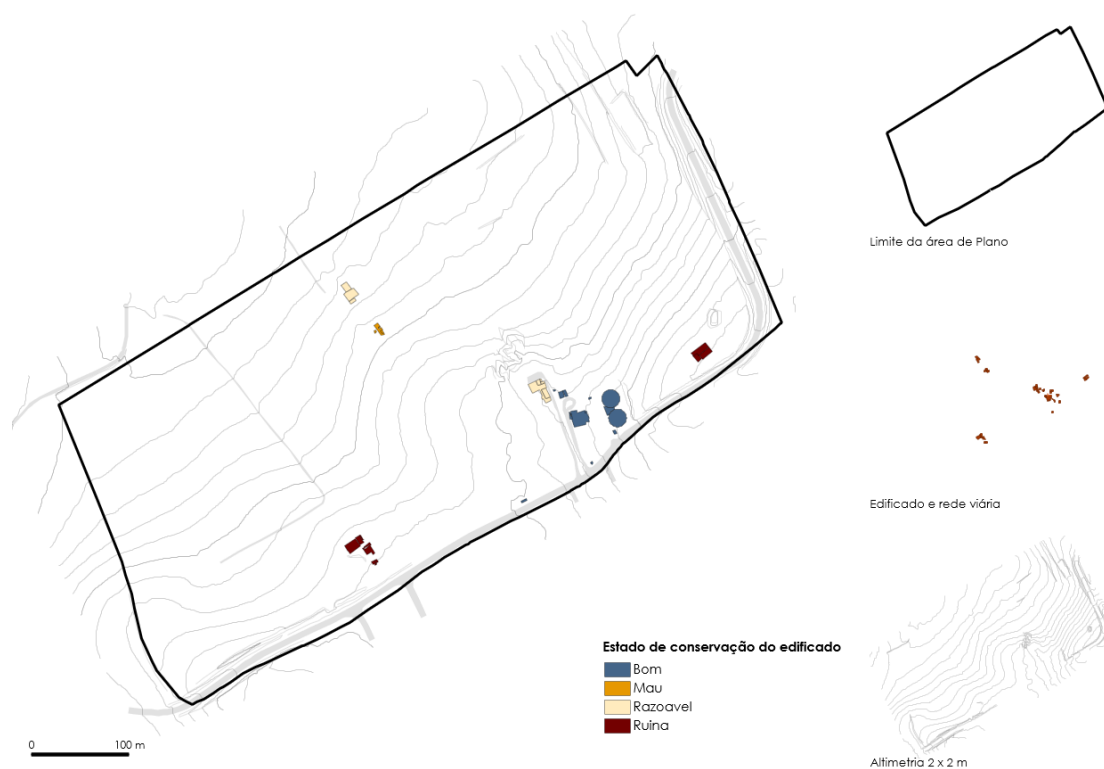 Limite da área de Plano
Edificado e rede viária
Estado de conservação do edificado
Bom
Mau
Razoavel
Ruina
0 100 m
Altimetria 2 x 2 m